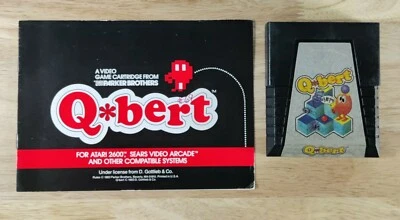 A VIDEO
GAME CARTRIDGE FROM
PARKER BROTHERS
Q*bert
TM
FOR ATARI 2600™, SEARS VIDEO ARCADE™
AND OTHER COMPATIBLE SYSTEMS
Under license from D. Gottlieb & Co.
Q*bert
Q*bert